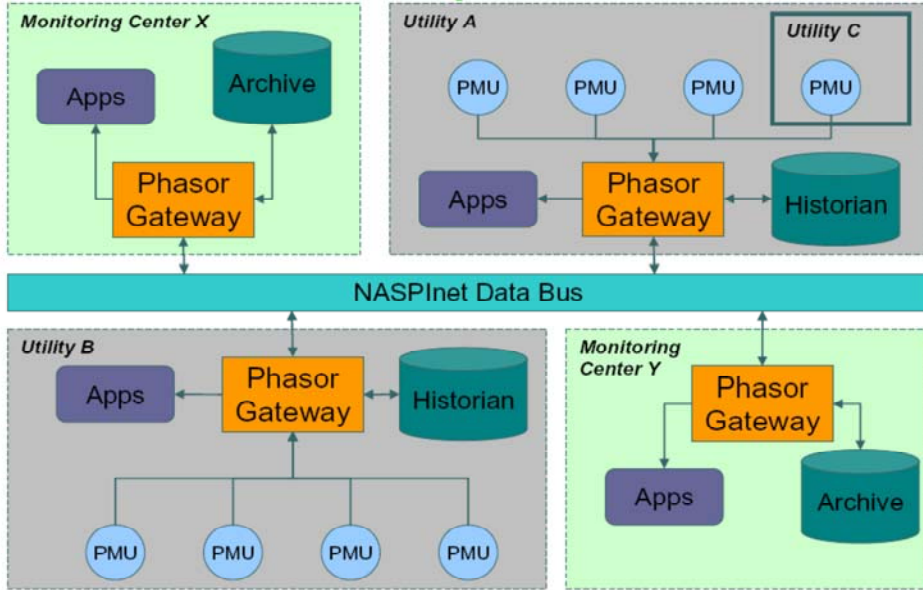 Monitoring Center X
Apps
Archive
Phasor
Gateway
Utility A
Utility C
PMU
PMU
PMU
PMU
Apps
Phasor
Gateway
Historian
NASPInet Data Bus
Utility B
Apps
Phasor
Gateway
Historian
PMU
PMU
PMU
PMU
Monitoring
Center Y
Phasor
Gateway
Apps
Archive